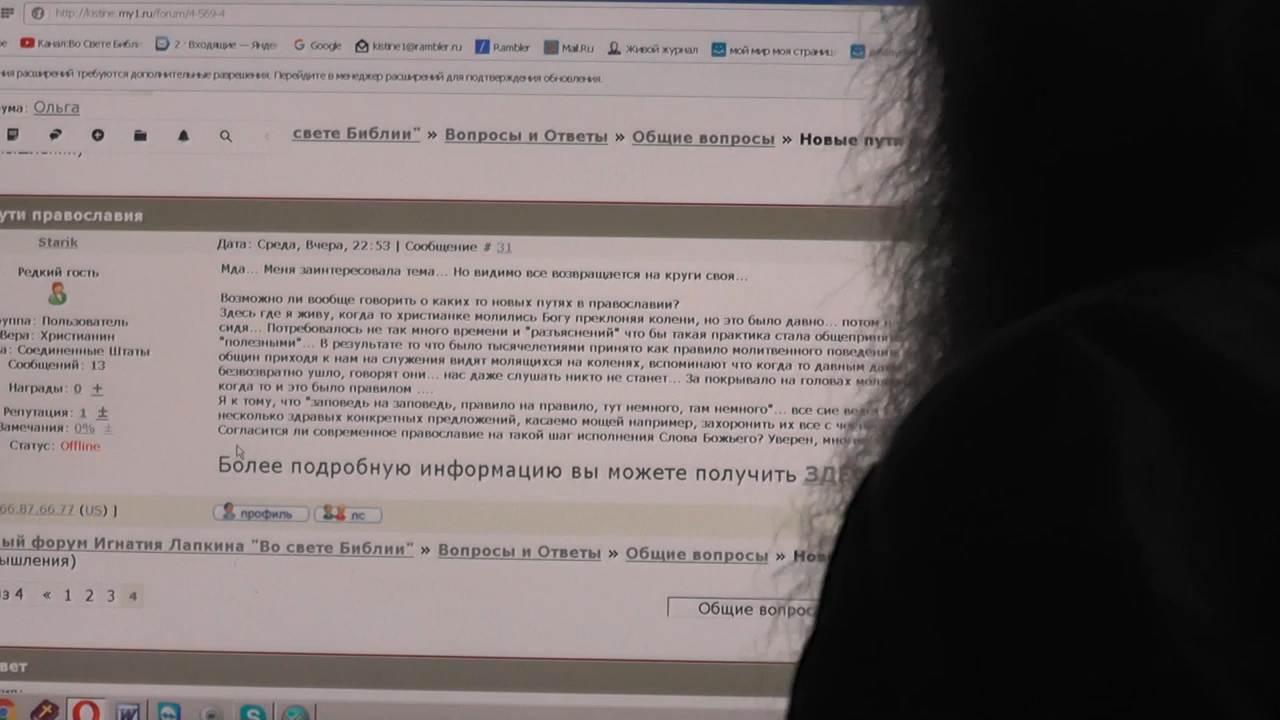 http://kistine.my1.ru/forum/4-569-4
Канал:Во Свете Библи
2 · Входящие — Янде
Google
kistine1@rambler.ru
Rambler
Mail.Ru
Живой журнал
мой мир моя страниц
расширений требуются дополнительные разрешения. Перейдите в менеджер расширений для подтверждения обновления.
ума: Ольга
свете Библии" » Вопросы и Ответы » Общие вопросы » Новые пути
ути православия
Starik
Дата: Среда, Вчера, 22:53 | Сообщение # 31
Редкий гость
уппа: Пользователь
Вера: Христианин
а: Соединенные Штаты
Сообщений: 13
Награды: 0 +
Репутация: 1 ±
Замечания: 0% ±
Статус: Offline
Мда... Меня заинтересовала тема... Но видимо все возвращается на круги своя...
Возможно ли вообще говорить о каких то новых путях в православии?
Здесь где я живу, когда то христианке молились Богу преклоняя колени, но это было давно... потом
сидя... Потребовалось не так много времени и "разъяснений" что бы такая практика стала
"полезными"... В результате то что было тысячелетиями принято как правило молитвенного
общин приходя к нам на служения видят молящихся на коленях, вспоминают что когда то давным
безвозвратно ушло, говорят они... нас даже слушать никто не станет... За покрывало на головах
когда то и это было правилом ....
Я к тому, что "заповедь на заповедь, правило на правило, тут немного, там немного"... все сие
несколько здравых конкретных предложений, касаемо мощей например, захоронить их все с
Согласится ли современное православие на такой шаг исполнения Слова Божьего? Уверен,
Более подробную информацию вы можете получить
66.87.66.77 (US) ]
профиль
лс
ый форум Игнатия Лапкина "Во свете Библии" » Вопросы и Ответы » Общие вопросы »
ышления)
из 4 « 1 2 3 4
Общие вопрос
вет